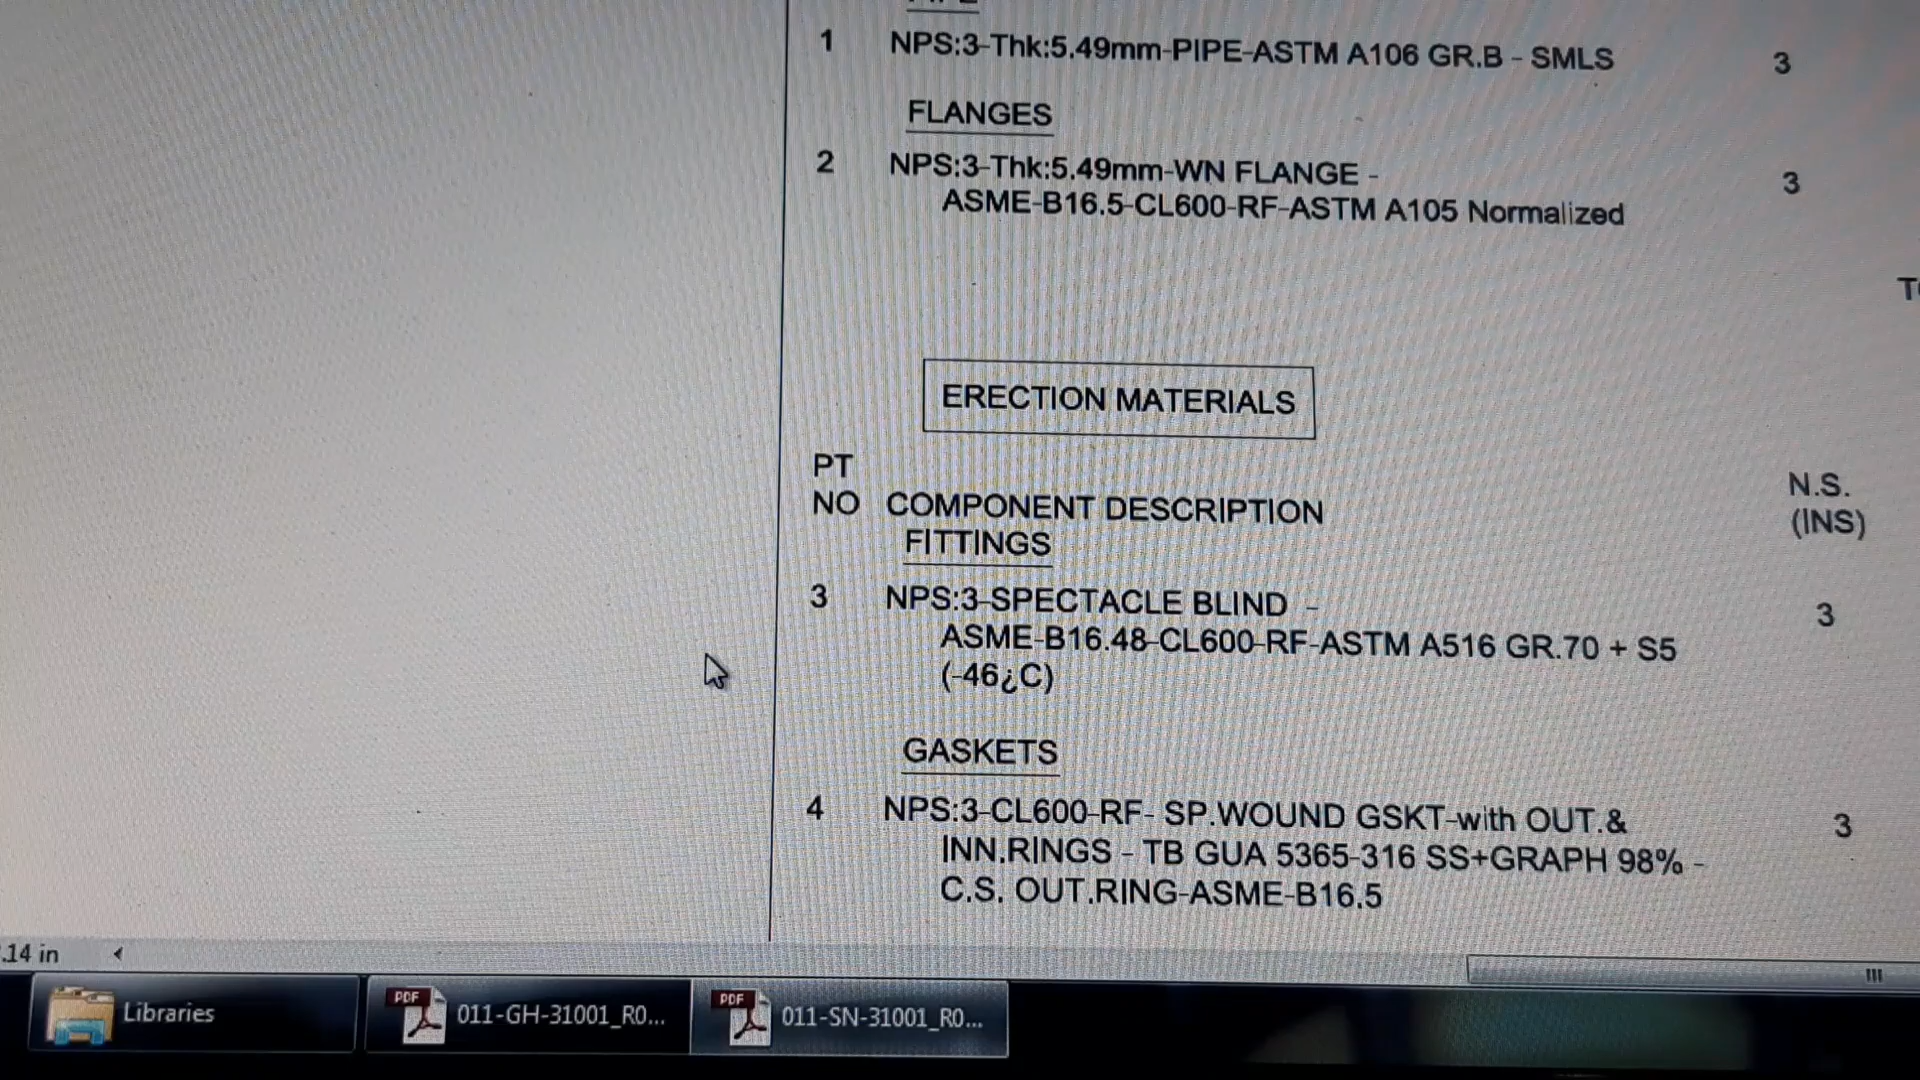 1 NPS:3-Thk:5.49mm-PIPE-ASTM A106 GR.B - SMLS 3
FLANGES
2 NPS:3-Thk:5.49mm-WN FLANGE - 3
ASME-B16.5-CL600-RF-ASTM A105 Normalized
ERECTION MATERIALS
PT
NO COMPONENT DESCRIPTION
N.S.
(INS)
FITTINGS
3 NPS:3-SPECTACLE BLIND - 3
ASME-B16.48-CL600-RF-ASTM A516 GR.70 + S5
(-46¿C)
GASKETS
4 NPS:3-CL600-RF- SP.WOUND GSKT-with OUT.& 3
INN.RINGS - TB GUA 5365-316 SS+GRAPH 98% -
C.S. OUT.RING-ASME-B16.5
.14 in
Libraries
PDF 011-GH-31001_R0...
PDF 011-SN-31001_R0...